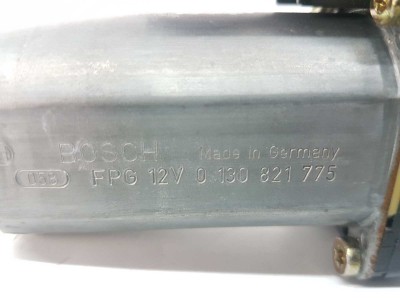 BOSCH Made in Germany
FPG 12V 0 130 821 775